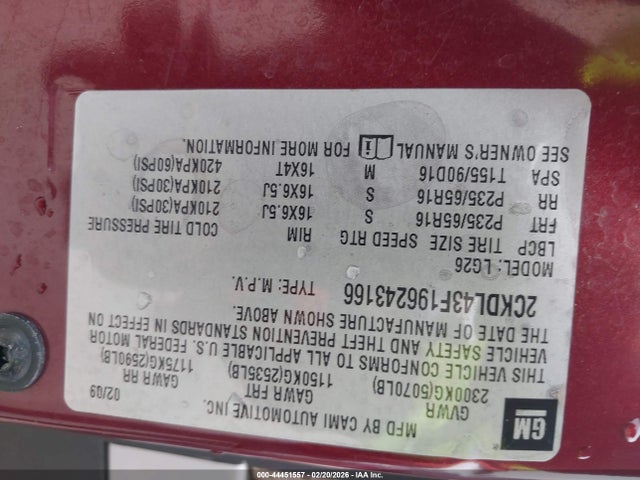 GM
MFD BY CAMI AUTOMOTIVE INC.
02/09
GVWR GAWR FRT GAWR RR
2300KG(5070LB) 1150KG(2535LB) 1175KG(2590LB)
THIS VEHICLE CONFORMS TO ALL APPLICABLE U.S. FEDERAL MOTOR
VEHICLE SAFETY AND THEFT PREVENTION STANDARDS IN EFFECT ON
THE DATE OF MANUFACTURE SHOWN ABOVE.
2CKDL43F196243166 TYPE: M.P.V.
MODEL: LG26
LBCP TIRE SIZE SPEED RTG RIM COLD TIRE PRESSURE
FRT P235/65R16 S 16X6.5J 210KPA(30PSI)
RR P235/65R16 S 16X6.5J 210KPA(30PSI)
SPA T155/90D16 M 16X4T 420KPA(60PSI)
SEE OWNER'S MANUAL i FOR MORE INFORMATION.
000-44451557 - 02/20/2026 - IAA Inc.